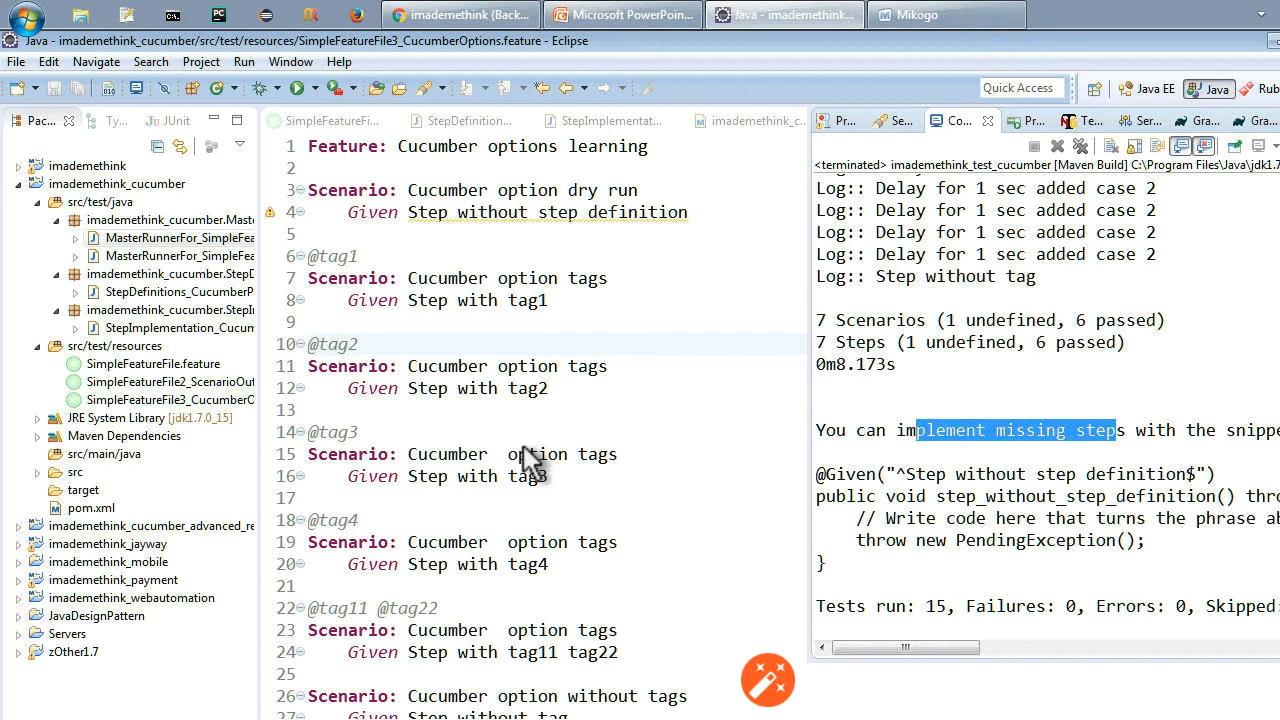 imademethink (Back...
Microsoft PowerPoin...
Java - imademethink...
Mikogo
Java - imademethink_cucumber/src/test/resources/SimpleFeatureFile3_CucumberOptions.feature - Eclipse
File Edit Navigate Search Project Run Window Help
Quick Access
Java EE
Java
Rub
Pac...
Ty...
JUnit
imademethink
imademethink_cucumber
src/test/java
imademethink_cucumber.Maste
MasterRunnerFor_SimpleFea
MasterRunnerFor_SimpleFea
imademethink_cucumber.StepD
StepDefinitions_CucumberP
imademethink_cucumber.StepI
StepImplementation_Cucum
src/test/resources
SimpleFeatureFile.feature
SimpleFeatureFile2_ScenarioOut
SimpleFeatureFile3_CucumberO
JRE System Library [jdk1.7.0_15]
Maven Dependencies
src/main/java
src
target
pom.xml
imademethink_cucumber_advanced_re
imademethink_jayway
imademethink_mobile
imademethink_payment
imademethink_webautomation
JavaDesignPattern
Servers
zOther1.7
SimpleFeatureFi...
StepDefinition...
StepImplementat...
imademethink_c...
1 Feature: Cucumber options learning
2
3 Scenario: Cucumber option dry run
4 Given Step without step definition
5
6 @tag1
7 Scenario: Cucumber option tags
8 Given Step with tag1
9
10 @tag2
11 Scenario: Cucumber option tags
12 Given Step with tag2
13
14 @tag3
15 Scenario: Cucumber  option tags
16 Given Step with tag3
17
18 @tag4
19 Scenario: Cucumber  option tags
20 Given Step with tag4
21
22 @tag11 @tag22
23 Scenario: Cucumber  option tags
24 Given Step with tag11 tag22
25
26 Scenario: Cucumber option without tags
27 Given Step without tag
Pr...
Se...
Co...
Pr...
Te...
Ser...
Gra...
Gra...
<terminated> imademethink_test_cucumber [Maven Build] C:\Program Files\Java\jdk1.7
Log:: Delay for 1 sec added case 2
Log:: Delay for 1 sec added case 2
Log:: Delay for 1 sec added case 2
Log:: Delay for 1 sec added case 2
Log:: Step without tag
7 Scenarios (1 undefined, 6 passed)
7 Steps (1 undefined, 6 passed)
0m8.173s
You can implement missing steps with the snippe
@Given("^Step without step definition$")
public void step_without_step_definition() thro
// Write code here that turns the phrase ab
throw new PendingException();
}
Tests run: 15, Failures: 0, Errors: 0, Skipped: